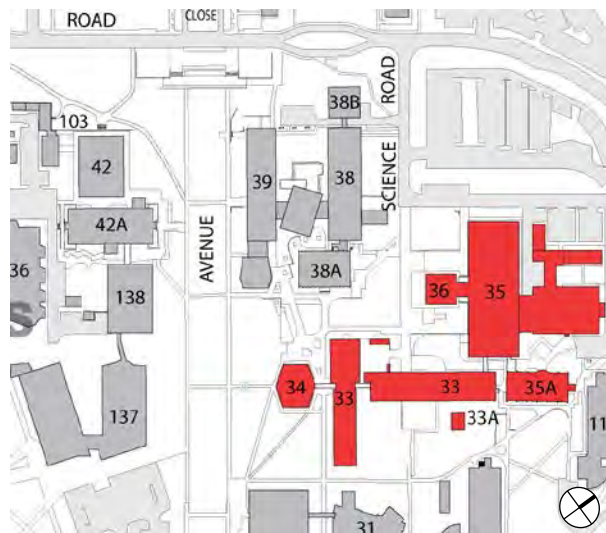 ROAD
CLOSE
38B
ROAD
103
42
39
38
SCIENCE
42A
AVENUE
38A
36
138
36
35
34
33
33
35A
137
33A
11
31